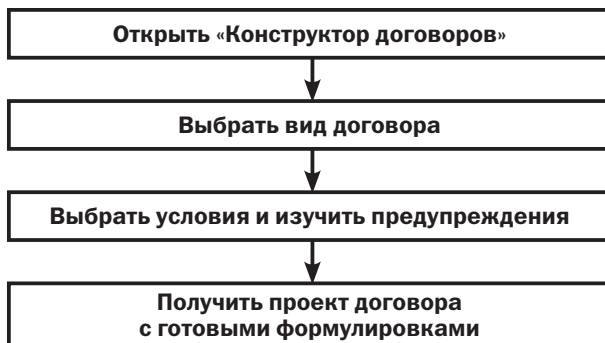 Открыть «Конструктор договоров»
Выбрать вид договора
Выбрать условия и изучить предупреждения
Получить проект договора
с готовыми формулировками